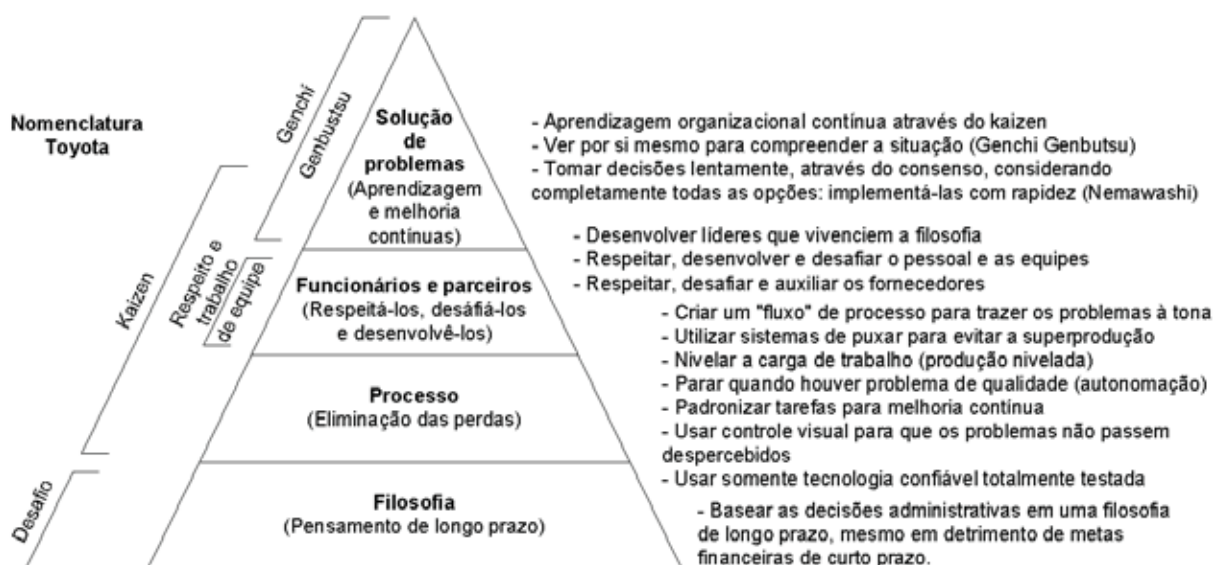 Nomenclatura
Toyota
Genchi
Genbustsu
Kaizen
Respeito e
trabalho
de equipe
Desafio
Solução
de
problemas
(Aprendizagem
e melhoria
contínuas)
Funcionários e parceiros
(Respeitá-los, desáfiá-los
e desenvolvê-los)
Processo
(Eliminação das perdas)
Filosofia
(Pensamento de longo prazo)
- Aprendizagem organizacional contínua através do kaizen
- Ver por si mesmo para compreender a situação (Genchi Genbutsu)
- Tomar decisões lentamente, através do consenso, considerando
completamente todas as opções: implementá-las com rapidez (Nemawashi)
- Desenvolver líderes que vivenciem a filosofia
- Respeitar, desenvolver e desafiar o pessoal e as equipes
- Respeitar, desafiar e auxiliar os fornecedores
- Criar um "fluxo" de processo para trazer os problemas à tona
- Utilizar sistemas de puxar para evitar a superprodução
- Nivelar a carga de trabalho (produção nivelada)
- Parar quando houver problema de qualidade (autonomação)
- Padronizar tarefas para melhoria contínua
- Usar controle visual para que os problemas não passem
despercebidos
- Usar somente tecnologia confiável totalmente testada
- Basear as decisões administrativas em uma filosofia
de longo prazo, mesmo em detrimento de metas
financeiras de curto prazo.